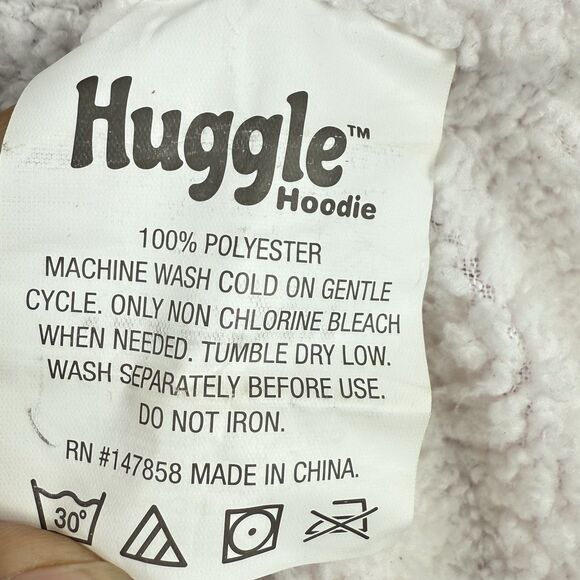 Huggle™
Hoodie
100% POLYESTER
MACHINE WASH COLD ON GENTLE
CYCLE. ONLY NON CHLORINE BLEACH
WHEN NEEDED. TUMBLE DRY LOW.
WASH SEPARATELY BEFORE USE.
DO NOT IRON.
RN #147858 MADE IN CHINA.
30°